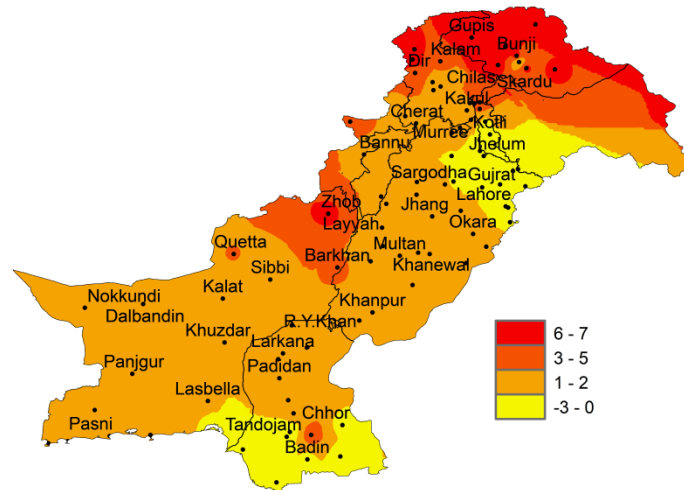 Gupis
Bunji
Kalam
Dir
Chilas
Skardu
Kakul
Cherat
Kotli
Murree
Bannu
Jhelum
Sargodha
Gujrat
Zhob
Jhang
Lahore
Layyah
Okara
Quetta
Multan
Barkhan
Khanewal
Sibbi
Kalat
Nokkundi
Khanpur
Dalbandin
R.Y.Khan
Khuzdar
Larkana
Panjgur
Padidan
Lasbella
Chhor
Pasni
Tandojam
Badin
6 - 7
3 - 5
1 - 2
-3 - 0